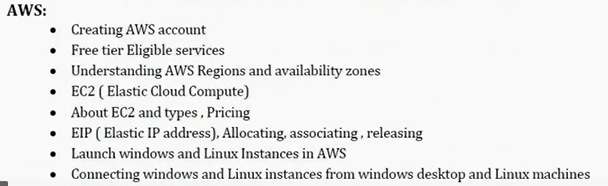 AWS:
• Creating AWS account
• Free tier Eligible services
• Understanding AWS Regions and availability zones
• EC2 ( Elastic Cloud Compute)
• About EC2 and types , Pricing
• EIP ( Elastic IP address), Allocating, associating , releasing
• Launch windows and Linux Instances in AWS
• Connecting windows and Linux instances from windows desktop and Linux machines